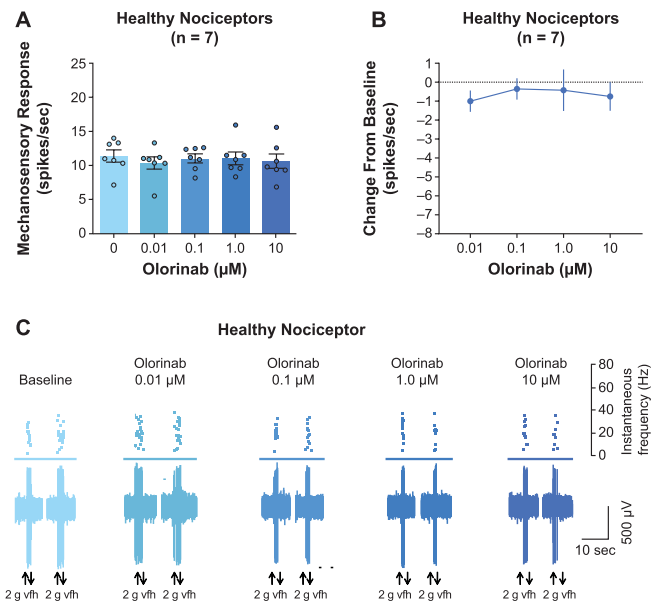 A
Healthy Nociceptors
(n = 7)
Mechanosensory Response
(spikes/sec)
25
20
15
10
5
0
0 0.01 0.1 1.0 10
Olorinab (µM)
B
Healthy Nociceptors
(n = 7)
Change From Baseline
(spikes/sec)
1
0
–1
–2
–3
–4
–5
–6
–7
–8
0.01 0.1 1.0 10
Olorinab (µM)
C
Healthy Nociceptor
Baseline
Olorinab
0.01 µM
Olorinab
0.1 µM
Olorinab
1.0 µM
Olorinab
10 µM
80
60
40
20
0
Instantaneous
frequency (Hz)
500 µV
10 sec
2 g vfh 2 g vfh 2 g vfh 2 g vfh 2 g vfh 2 g vfh 2 g vfh 2 g vfh 2 g vfh 2 g vfh